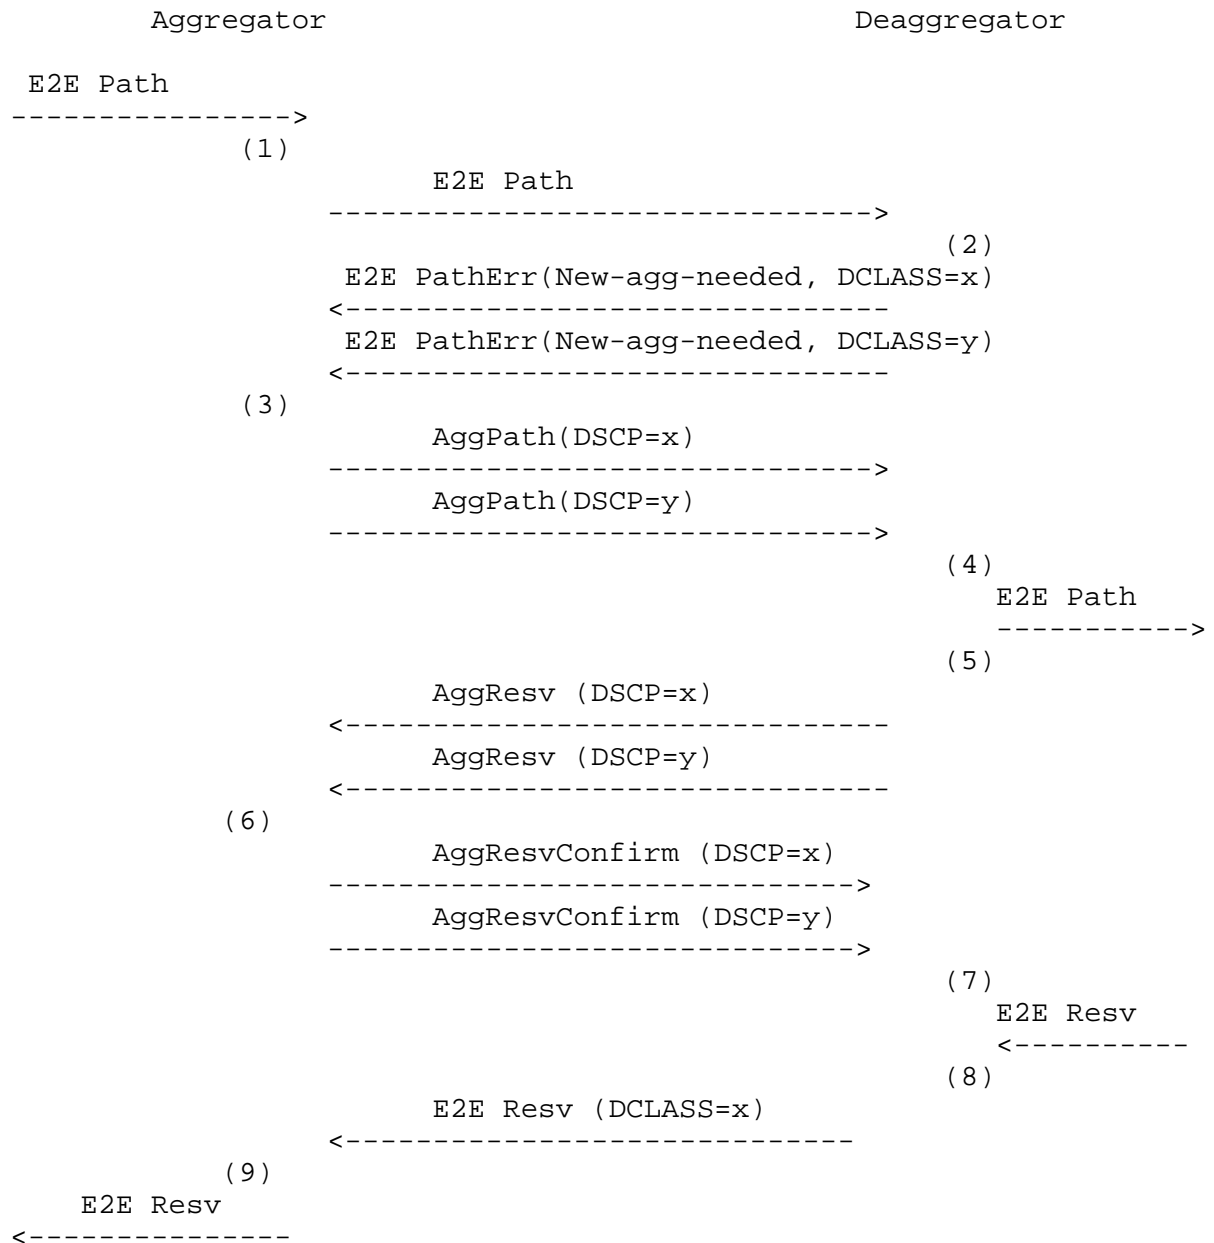 Aggregator                              Deaggregator
E2E Path
---------------->
(1)
E2E Path
------------------------------->
(2)
E2E PathErr(New-agg-needed, DCLASS=x)
<-------------------------------
E2E PathErr(New-agg-needed, DCLASS=y)
<-------------------------------
(3)
AggPath(DSCP=x)
------------------------------->
AggPath(DSCP=y)
------------------------------->
(4)
E2E Path
----------->
(5)
AggResv (DSCP=x)
<-------------------------------
AggResv (DSCP=y)
<-------------------------------
(6)
AggResvConfirm (DSCP=x)
------------------------------>
AggResvConfirm (DSCP=y)
------------------------------>
(7)
E2E Resv
<----------
(8)
E2E Resv (DCLASS=x)
<-----------------------------
(9)
E2E Resv
<---------------